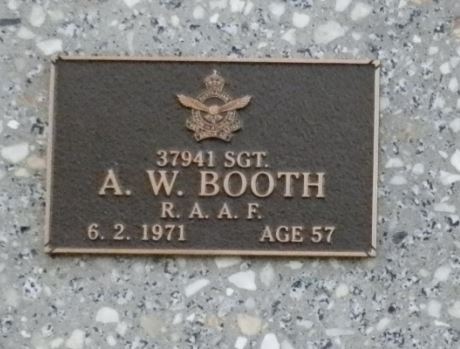 37941 SGT.
A. W. BOOTH
R. A. A. F.
6. 2. 1971 AGE 57